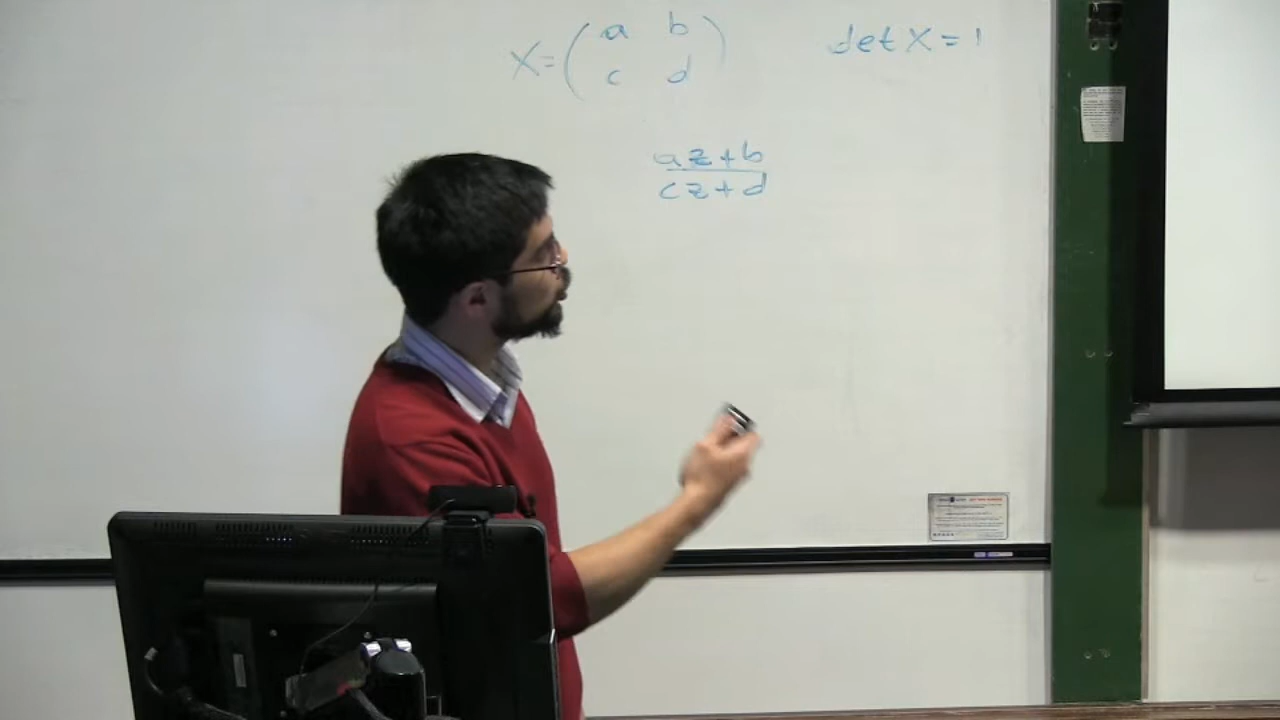 X = ( a b
c d ) det X = 1
az+b
cz+d